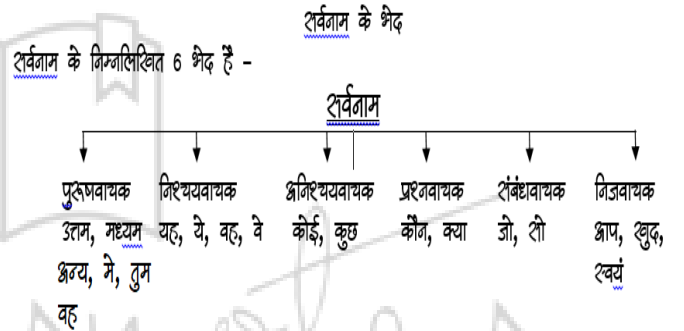 सर्वनाम के भेद
सर्वनाम के निम्नलिखित 6 भेद है –
सर्वनाम
पुरूषवाचक निश्चयवाचक अनिश्चयवाचक प्रश्नवाचक संबंधवाचक निजवाचक
उत्तम, मध्यम यह, ये, वह, वे कोई, कुछ कौन, क्या जो, सो आप, खुद,
अन्य, मे, तुम स्वयं
वह